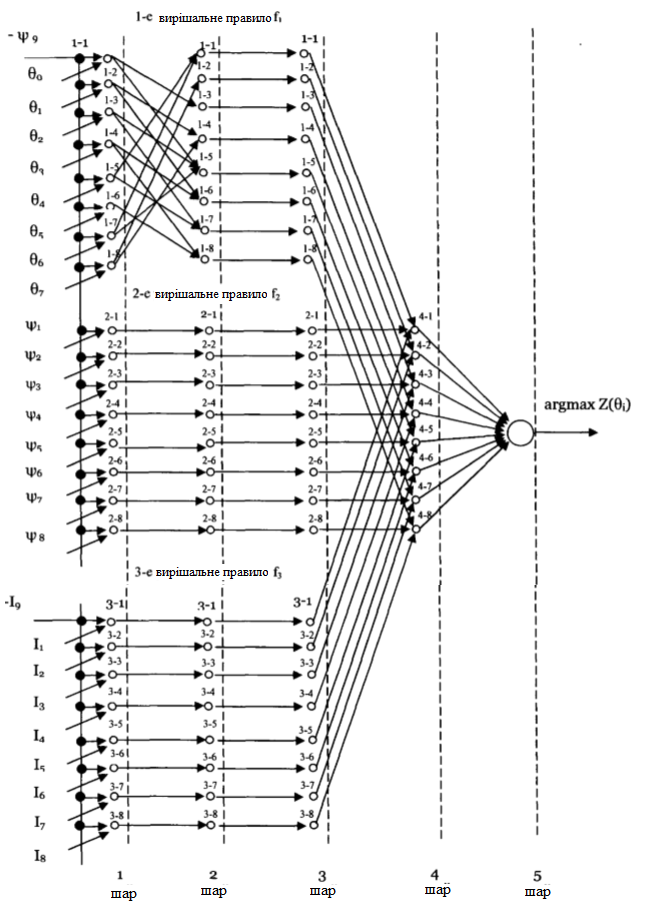 1-е вирішальне правило f₁
- Ψ₉
1-1
1-1
1-1
θ₀
1-2
1-2
1-2
θ₁
1-3
1-3
1-3
θ₂
1-4
1-4
1-4
θ₄
1-5
1-5
1-5
1-6
1-6
1-6
θ₅
1-7
1-7
1-7
θ₆
1-8
1-8
1-8
θ₇
2-е вирішальне правило f₂
Ψ₁
2-1
2-1
2-1
4-1
Ψ₂
2-2
2-2
2-2
4-2
Ψ₃
2-3
2-3
2-3
4-3
Ψ₄
2-4
2-4
2-4
4-4
argmax Z(θᵢ)
Ψ₅
2-5
2-5
2-5
4-5
Ψ₆
2-6
2-6
2-6
4-6
Ψ₇
2-7
2-7
2-7
4-7
Ψ₈
2-8
2-8
2-8
4-8
3-е вирішальне правило f₃
-I₉
3-1
3-1
3-1
I₁
3-2
3-2
3-2
I₂
3-3
3-3
3-3
I₃
3-4
3-4
3-4
I₄
3-5
3-5
3-5
I₅
3-6
3-6
3-6
I₆
3-7
3-7
3-7
I₇
3-8
3-8
3-8
I₈
1 2 3 4 5
шар шар шар шар шар